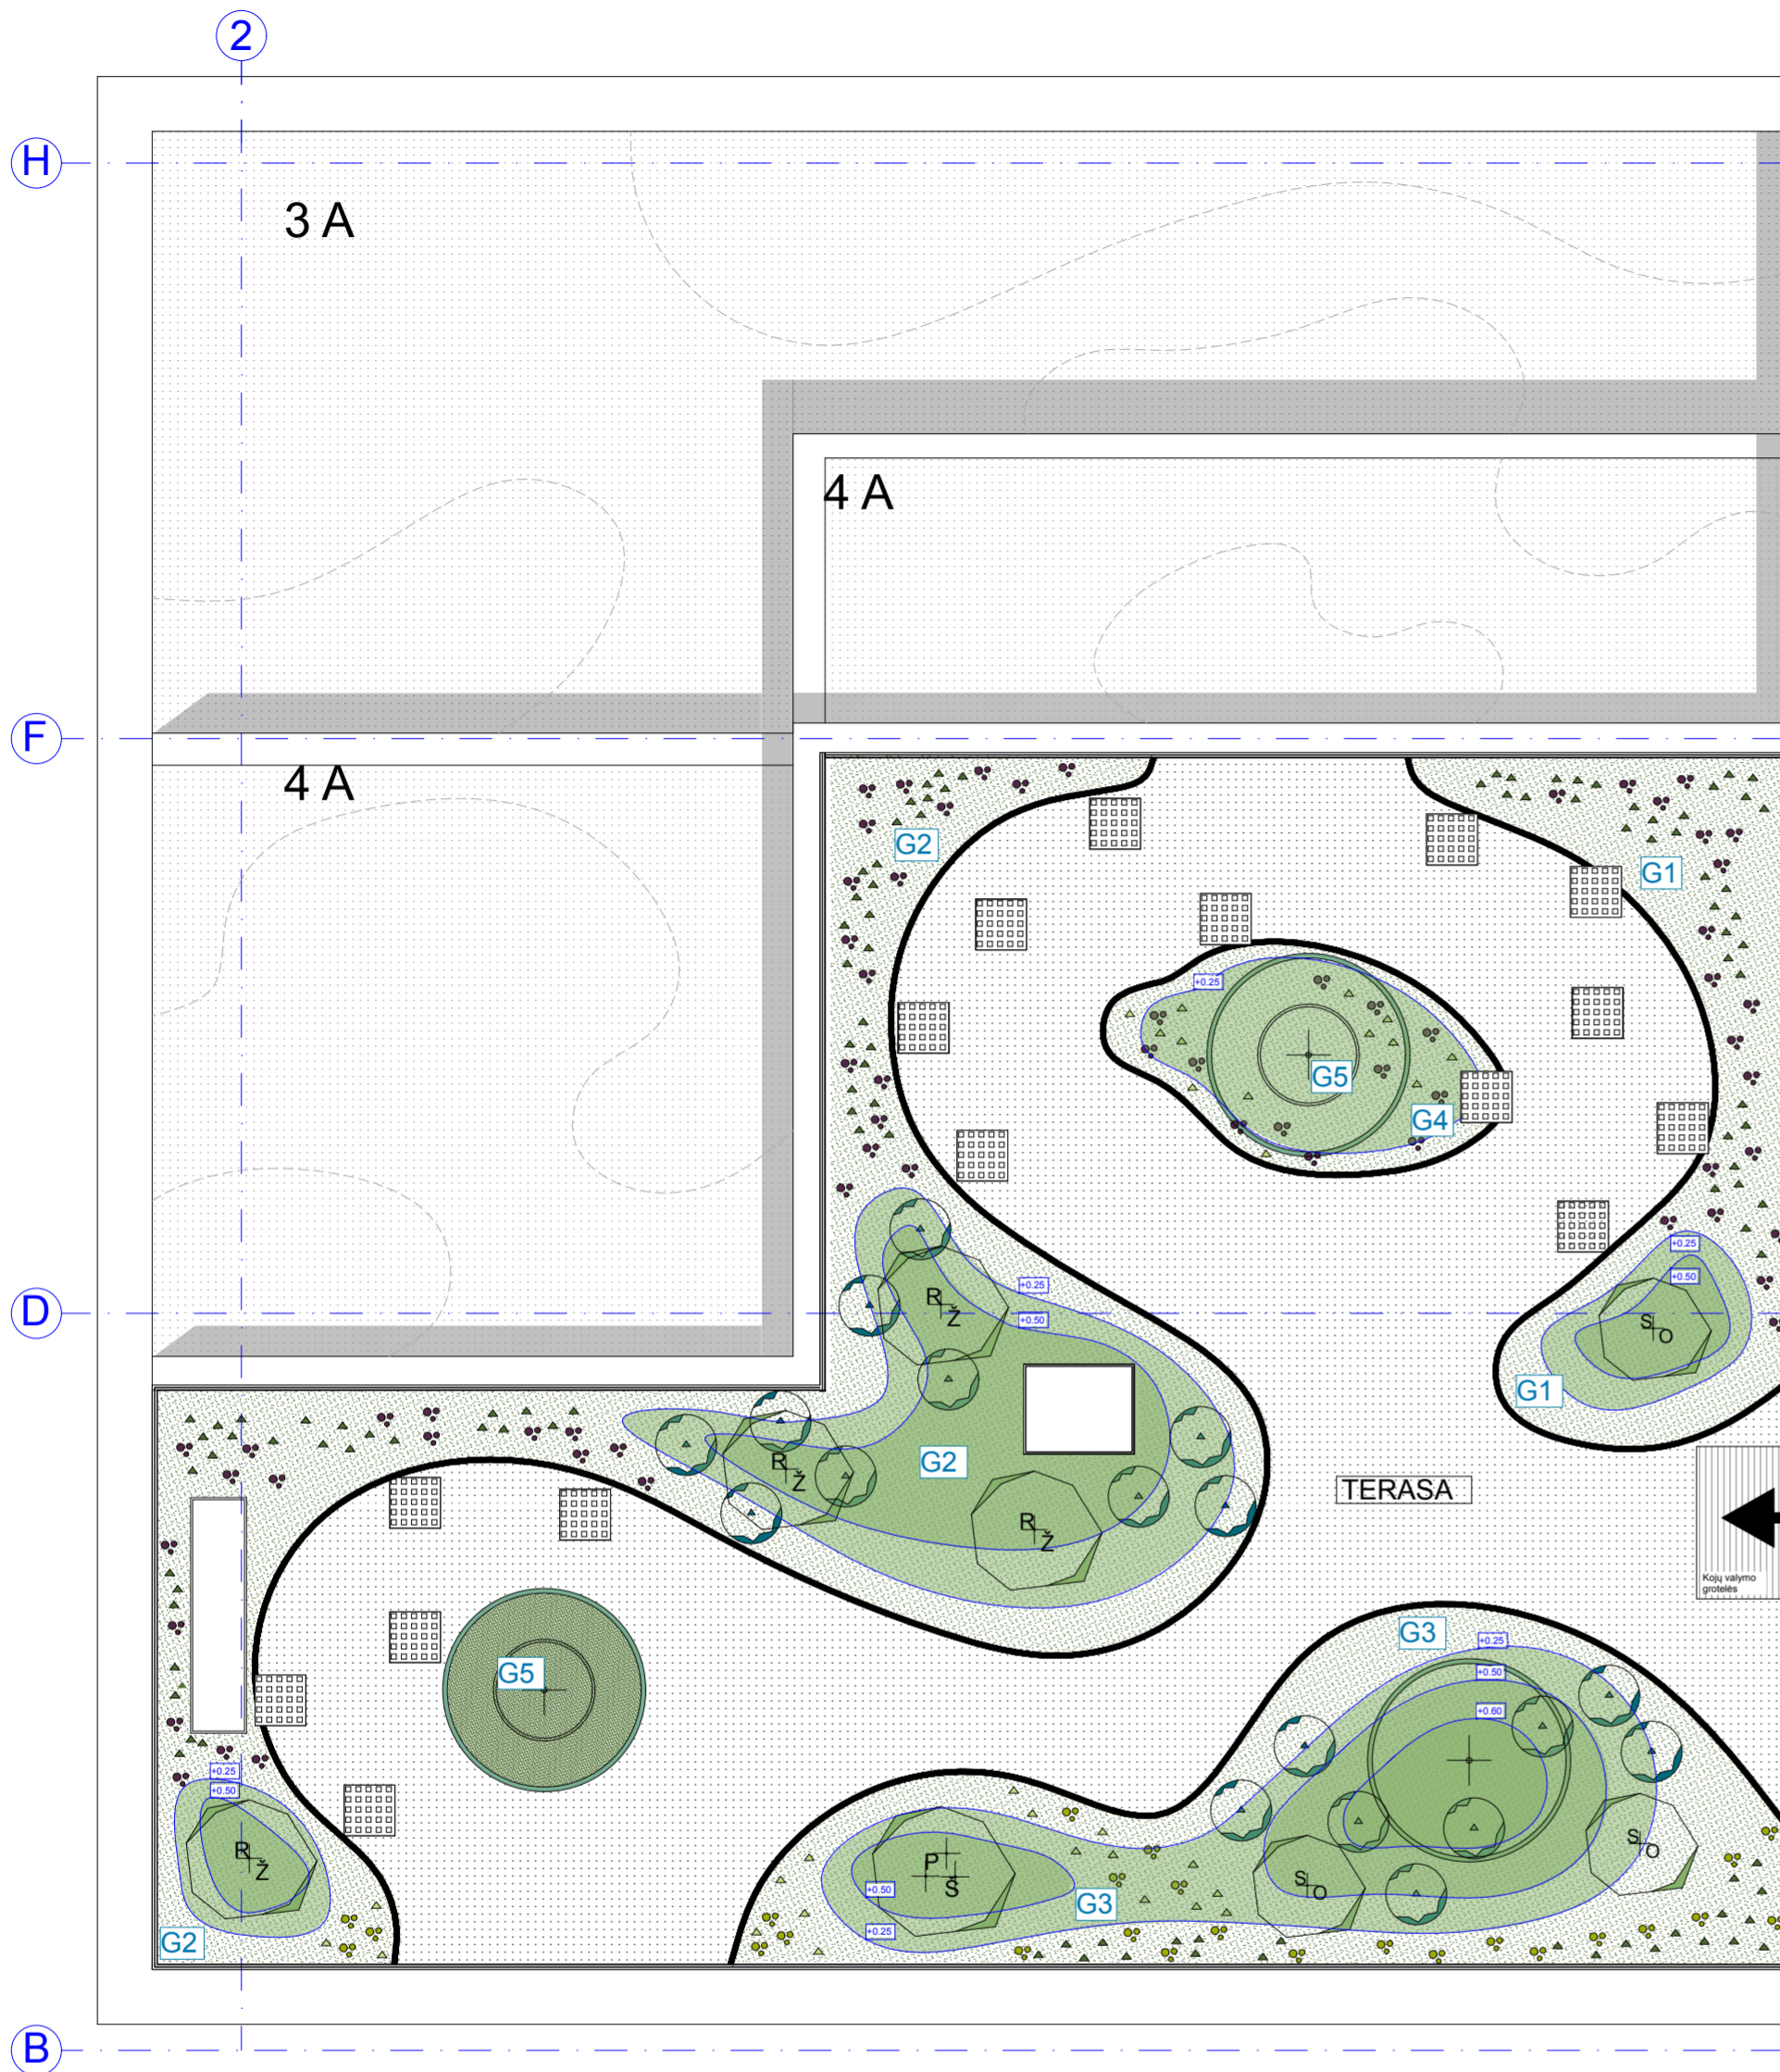 2
H
3 A
4 A
F
4 A
G2
G1
+0.25
G5
G4
+0.25
+0.50
+0.25
+0.50
R Ž
D
S O
G1
R Ž
G2
TERASA
R Ž
Kojų valymo
grotelės
G3
+0.25
G5
+0.50
+0.60
+0.25
+0.50
R Ž
S O
P S
S O
+0.50
G3
+0.25
G2
B